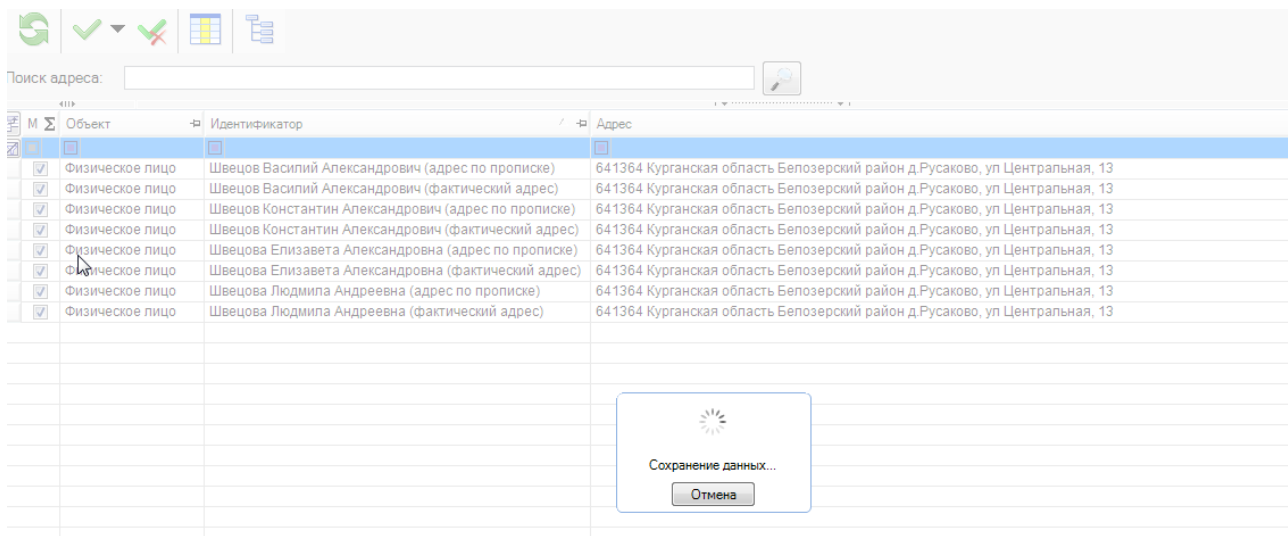 Поиск адреса:
М Σ Объект Идентификатор Адрес
Физическое лицо Швецов Василий Александрович (адрес по прописке) 641364 Курганская область Белозерский район д.Русаково, ул Центральная, 13
Физическое лицо Швецов Василий Александрович (фактический адрес) 641364 Курганская область Белозерский район д.Русаково, ул Центральная, 13
Физическое лицо Швецов Константин Александрович (адрес по прописке) 641364 Курганская область Белозерский район д.Русаково, ул Центральная, 13
Физическое лицо Швецов Константин Александрович (фактический адрес) 641364 Курганская область Белозерский район д.Русаково, ул Центральная, 13
Физическое лицо Швецова Елизавета Александровна (адрес по прописке) 641364 Курганская область Белозерский район д.Русаково, ул Центральная, 13
Физическое лицо Швецова Елизавета Александровна (фактический адрес) 641364 Курганская область Белозерский район д.Русаково, ул Центральная, 13
Физическое лицо Швецова Людмила Андреевна (адрес по прописке) 641364 Курганская область Белозерский район д.Русаково, ул Центральная, 13
Физическое лицо Швецова Людмила Андреевна (фактический адрес) 641364 Курганская область Белозерский район д.Русаково, ул Центральная, 13
Сохранение данных...
Отмена